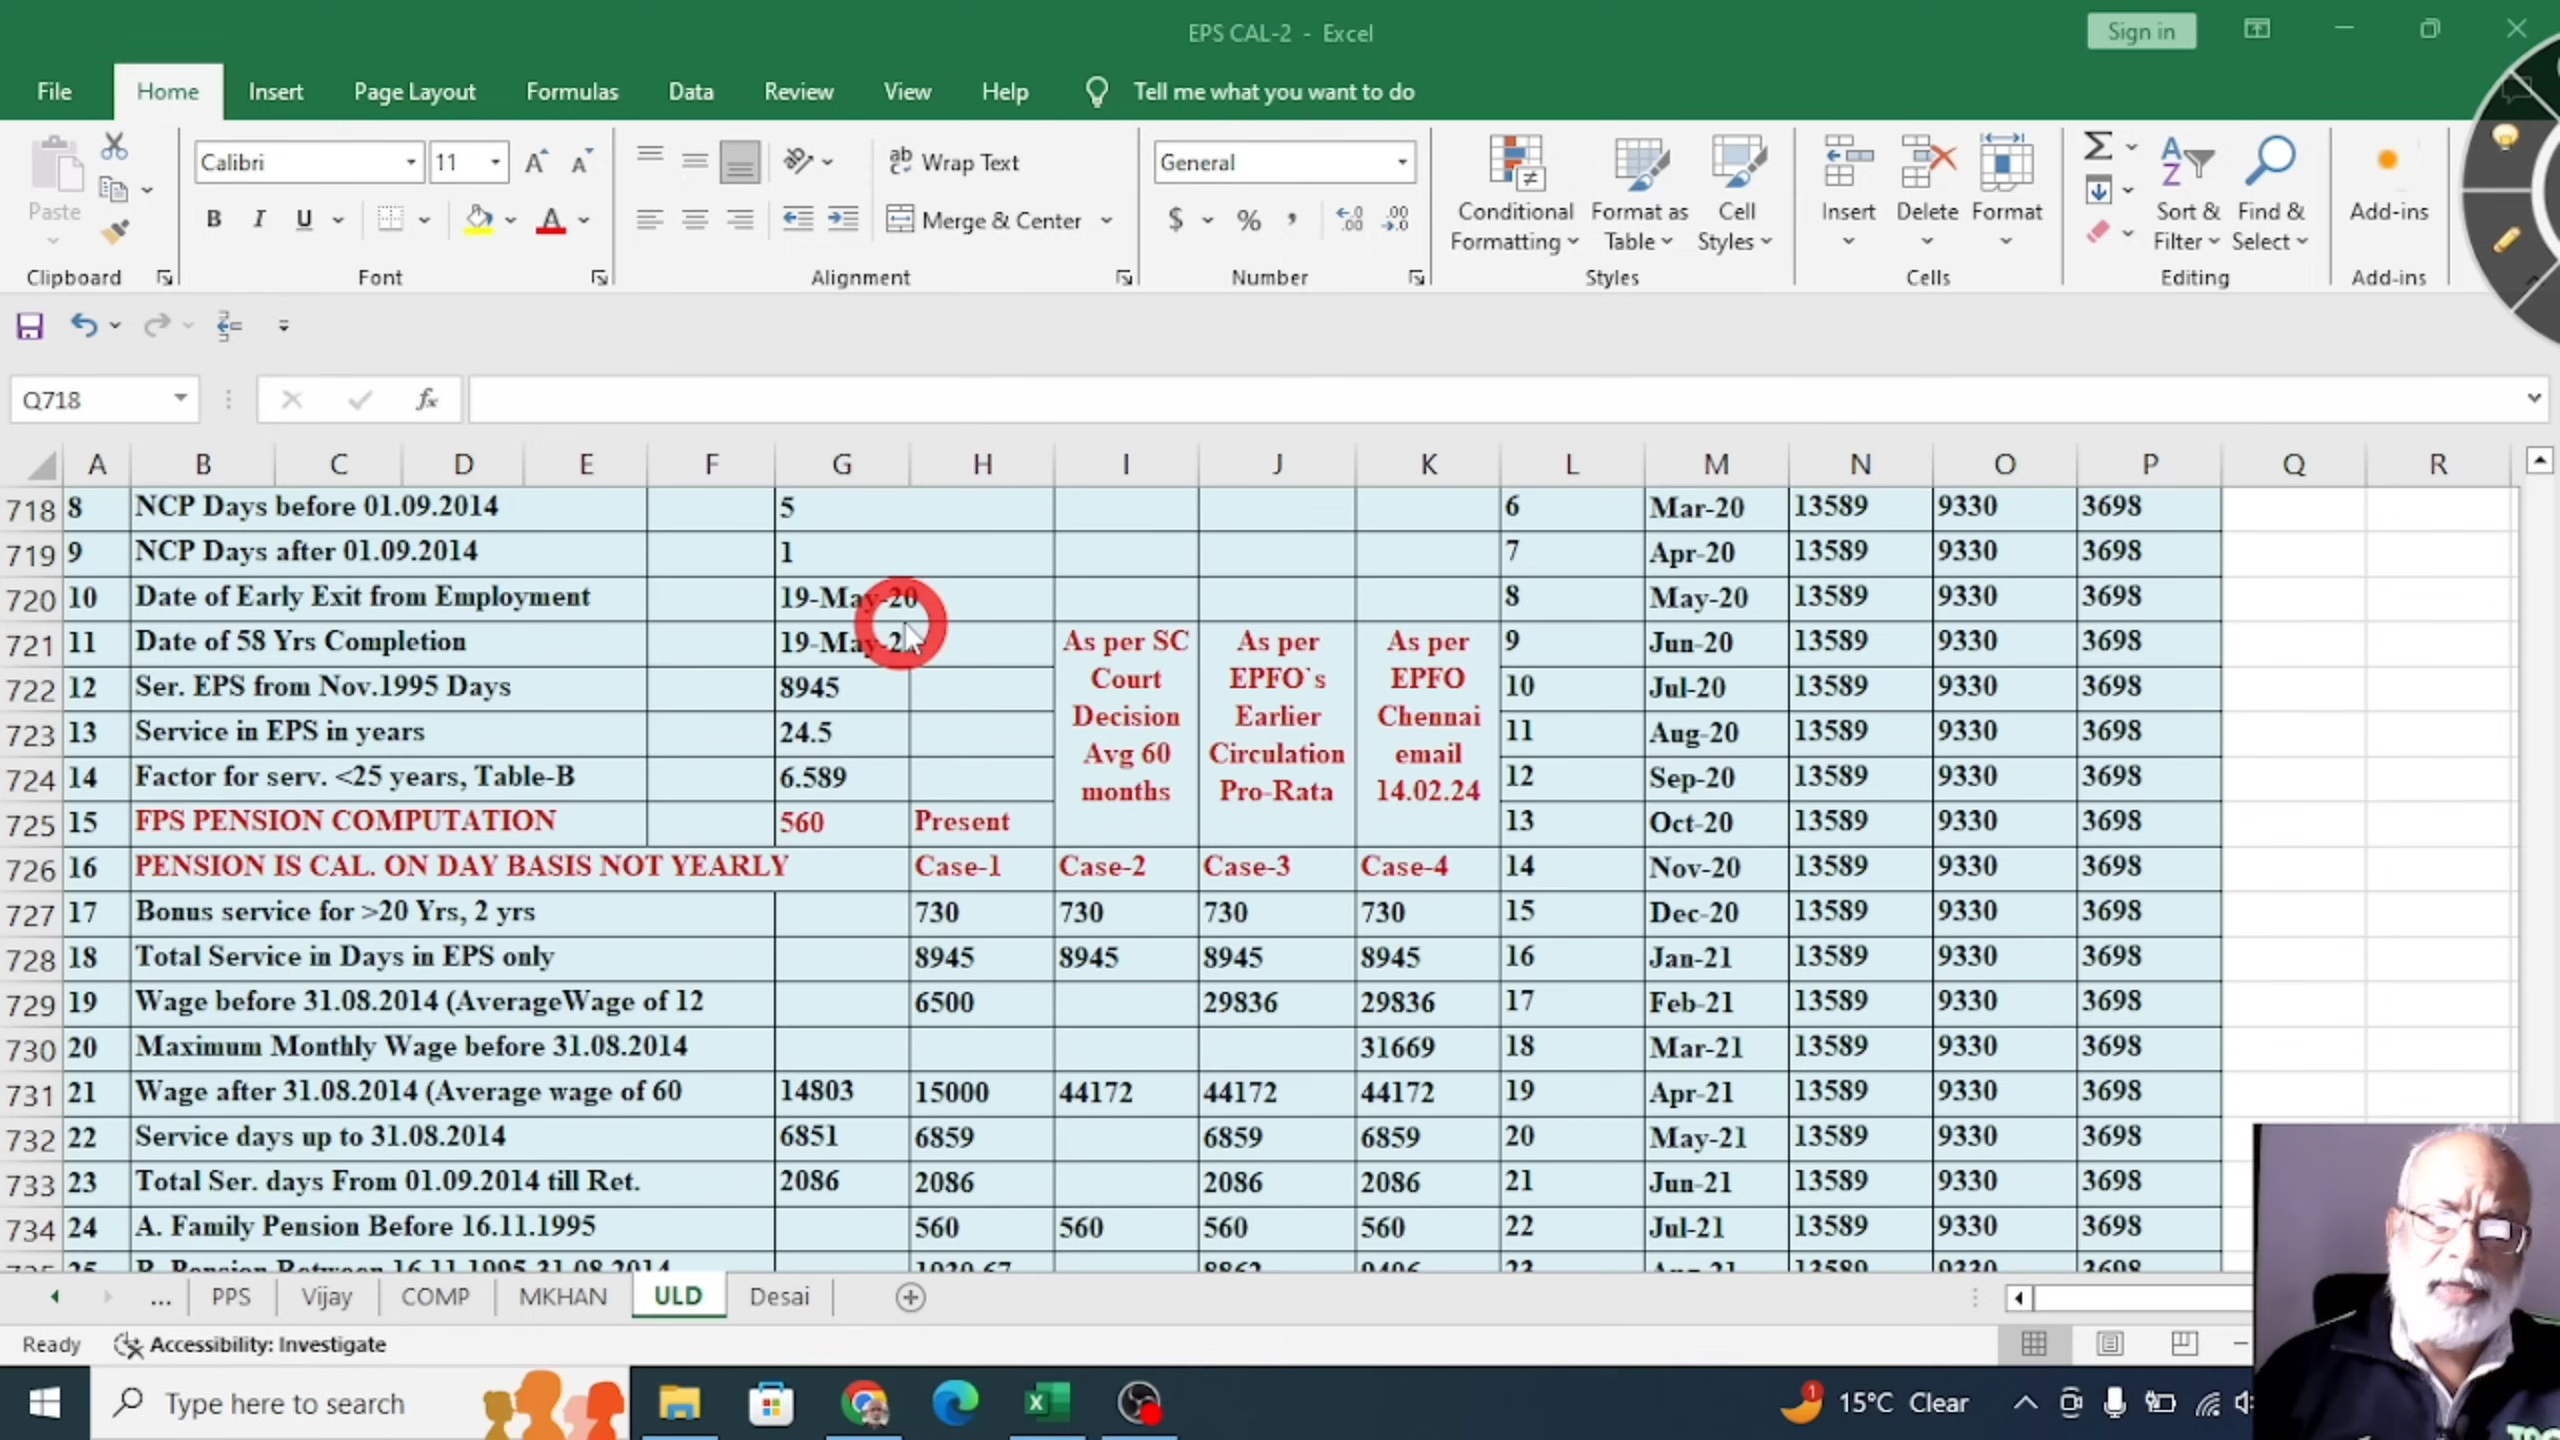 EPS CAL-2 - Excel
Sign in
File Home Insert Page Layout Formulas Data Review View Help Tell me what you want to do
Paste
Calibri 11
Wrap Text
General
B I U
Merge & Center
$ % ,
Conditional Formatting
Format as Table
Cell Styles
Insert Delete Format
Sort & Filter
Find & Select
Add-ins
Clipboard Font Alignment Number Styles Cells Editing Add-ins
Q718 fx
A B C D E F G H I J K L M N O P Q R
718 8 NCP Days before 01.09.2014 5 6 Mar-20 13589 9330 3698
719 9 NCP Days after 01.09.2014 1 7 Apr-20 13589 9330 3698
720 10 Date of Early Exit from Employment 19-May-20 8 May-20 13589 9330 3698
721 11 Date of 58 Yrs Completion 9 Jun-20 13589 9330 3698
As per SC Court Decision Avg 60 months
As per EPFO`s Earlier Circulation Pro-Rata
As per EPFO Chennai email 14.02.24
722 12 Ser. EPS from Nov.1995 Days 8945 10 Jul-20 13589 9330 3698
723 13 Service in EPS in years 24.5 11 Aug-20 13589 9330 3698
724 14 Factor for serv. <25 years, Table-B 6.589 12 Sep-20 13589 9330 3698
725 15 FPS PENSION COMPUTATION 560 Present 13 Oct-20 13589 9330 3698
726 16 PENSION IS CAL. ON DAY BASIS NOT YEARLY Case-1 Case-2 Case-3 Case-4 14 Nov-20 13589 9330 3698
727 17 Bonus service for >20 Yrs, 2 yrs 730 730 730 730 15 Dec-20 13589 9330 3698
728 18 Total Service in Days in EPS only 8945 8945 8945 8945 16 Jan-21 13589 9330 3698
729 19 Wage before 31.08.2014 (AverageWage of 12 6500 29836 29836 17 Feb-21 13589 9330 3698
730 20 Maximum Monthly Wage before 31.08.2014 31669 18 Mar-21 13589 9330 3698
731 21 Wage after 31.08.2014 (Average wage of 60 14803 15000 44172 44172 44172 19 Apr-21 13589 9330 3698
732 22 Service days up to 31.08.2014 6851 6859 6859 6859 20 May-21 13589 9330 3698
733 23 Total Ser. days From 01.09.2014 till Ret. 2086 2086 2086 2086 21 Jun-21 13589 9330 3698
734 24 A. Family Pension Before 16.11.1995 560 560 560 560 22 Jul-21 13589 9330 3698
... PPS Vijay COMP MKHAN ULD Desai
Ready Accessibility: Investigate
Type here to search
1 15°C Clear